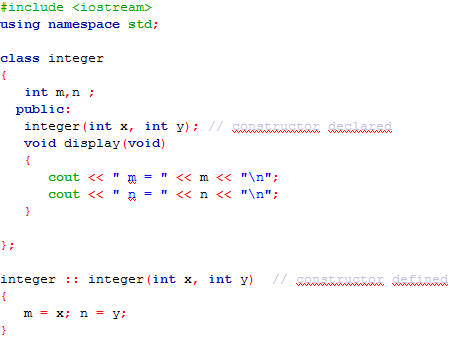 #include <iostream>
using namespace std;
class integer
{
int m,n ;
public:
integer(int x, int y); // constructor declared
void display(void)
{
cout << " m = " << m << "\n";
cout << " n = " << n << "\n";
}
};
integer :: integer(int x, int y) // constructor defined
{
m = x; n = y;
}